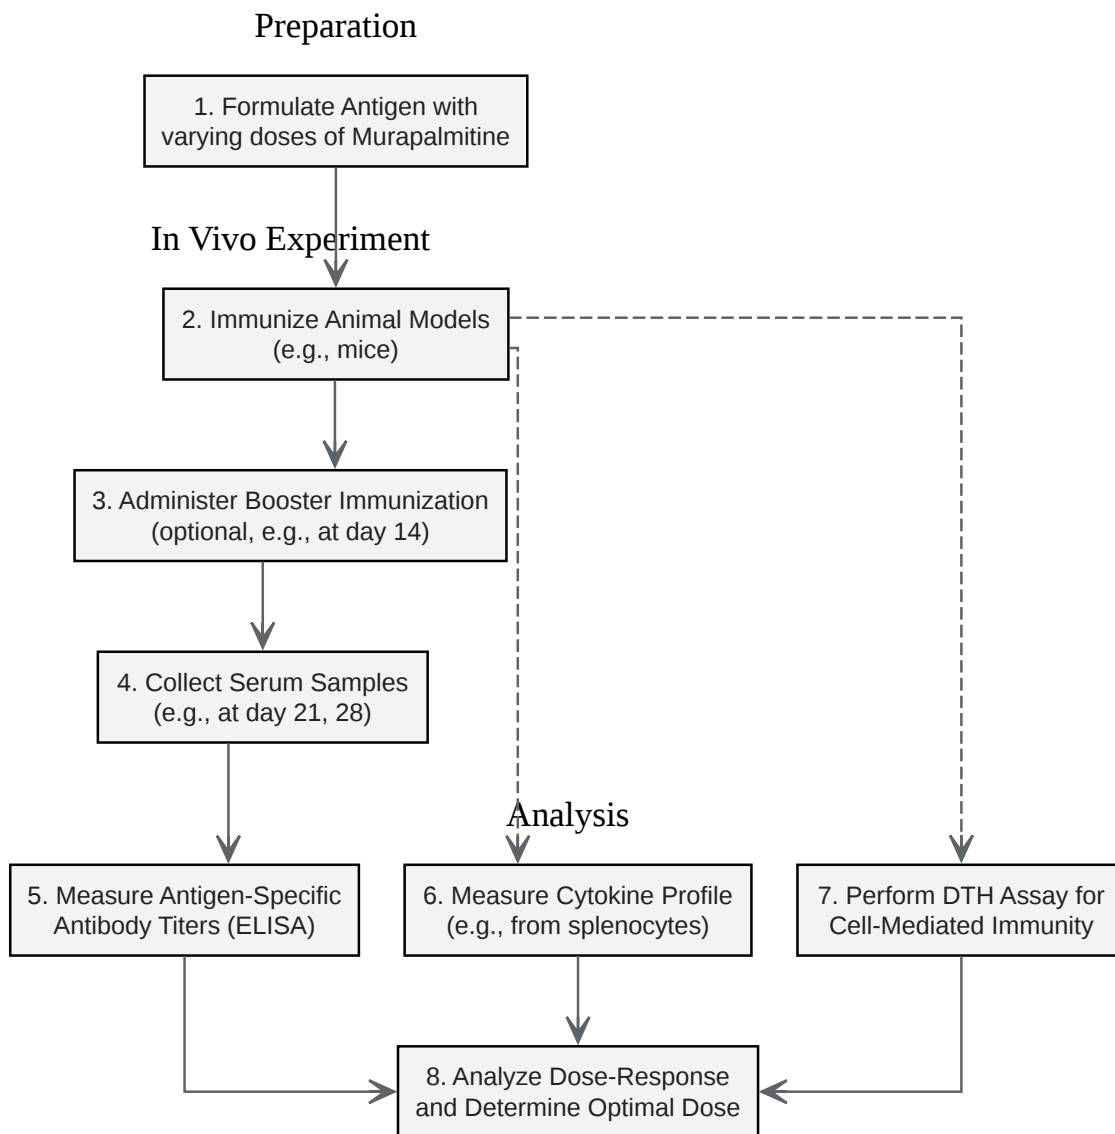 Preparation
1. Formulate Antigen with
varying doses of Murapalmitine
In Vivo Experiment
2. Immunize Animal Models
(e.g., mice)
3. Administer Booster Immunization
(optional, e.g., at day 14)
4. Collect Serum Samples
(e.g., at day 21, 28)
Analysis
5. Measure Antigen-Specific
Antibody Titers (ELISA)
6. Measure Cytokine Profile
(e.g., from splenocytes)
7. Perform DTH Assay for
Cell-Mediated Immunity
8. Analyze Dose-Response
and Determine Optimal Dose